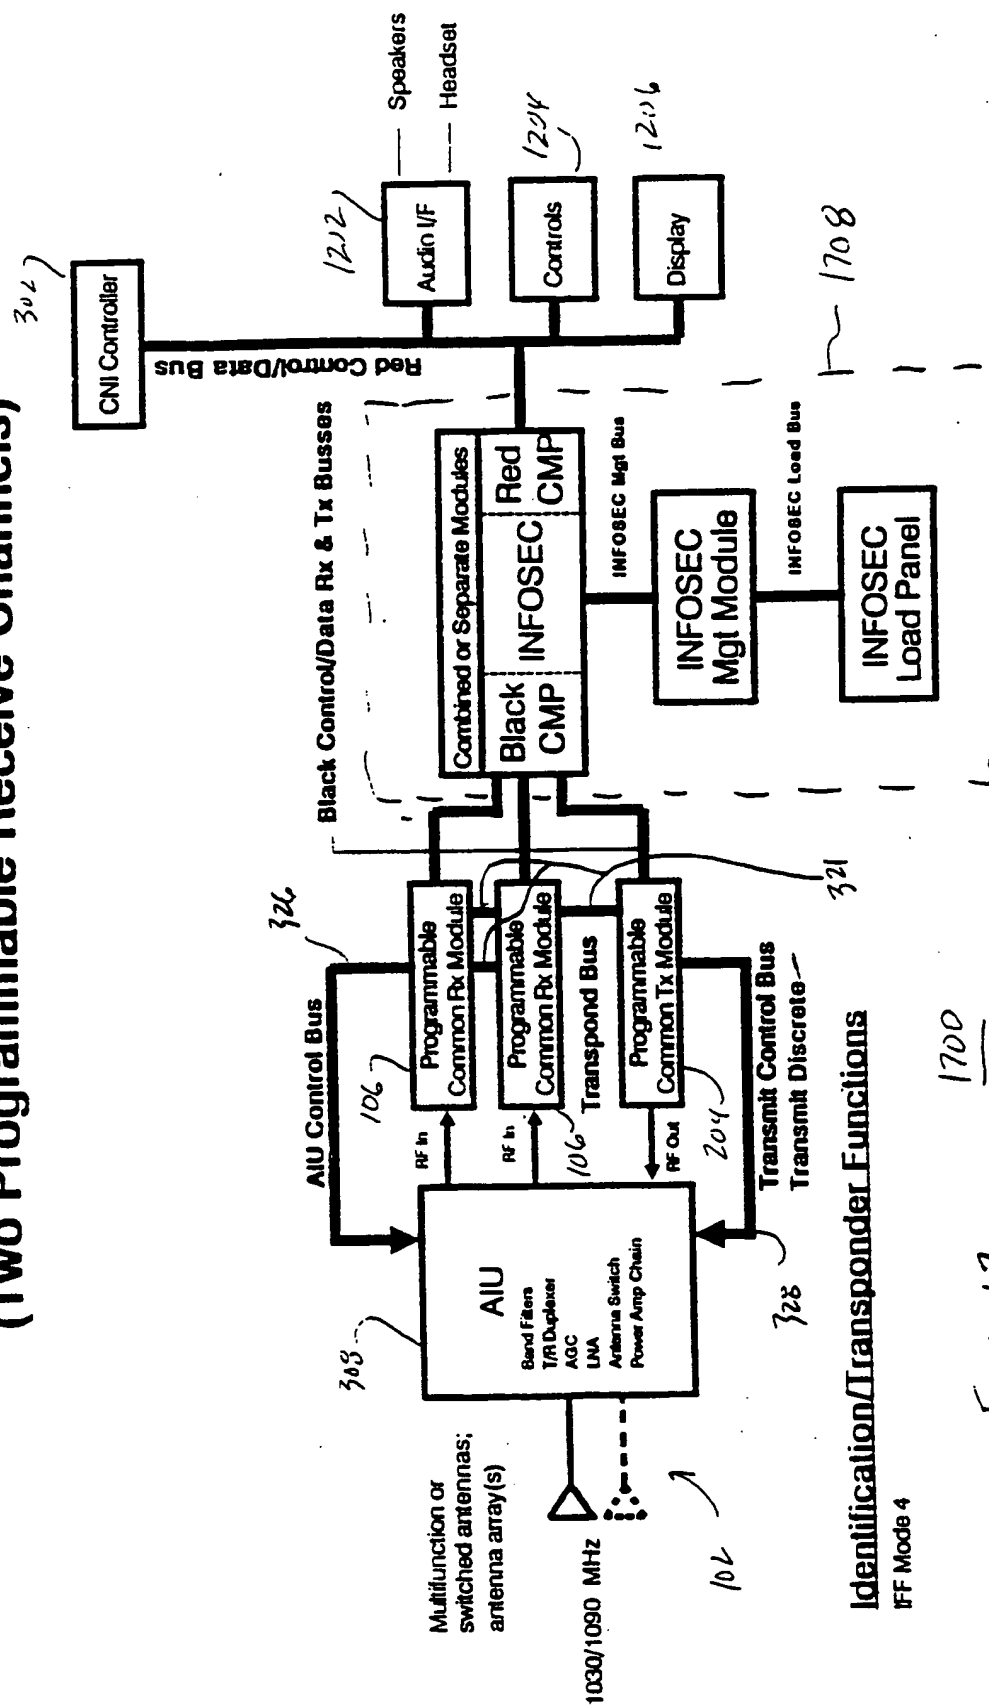 (Two Programmable Receive Channels)
302
CNI Controller
Red Control/Data Bus
1202
Audio I/F
Speakers
Headset
1204
Controls
1206
Display
1708
Black Control/Data Rx & Tx Busses
Combined or Separate Modules
Black
CMP
INFOSEC
Red
CMP
INFOSEC Mgt Bus
INFOSEC
Mgt Module
INFOSEC Load Bus
INFOSEC
Load Panel
326
AIU Control Bus
106
Programmable
Common Rx Module
RF In
Programmable
Common Rx Module
RF In
106
Transpond Bus
321
Programmable
Common Tx Module
RF Out
204
Transmit Control Bus
Transmit Discrete
328
308
AIU
Band Filters
T/R Duplexer
AGC
LNA
Antenna Switch
Power Amp Chain
Multifunction or
switched antennas;
antenna array(s)
1030/1090 MHz
102
Identification/Transponder Functions
IFF Mode 4
1700